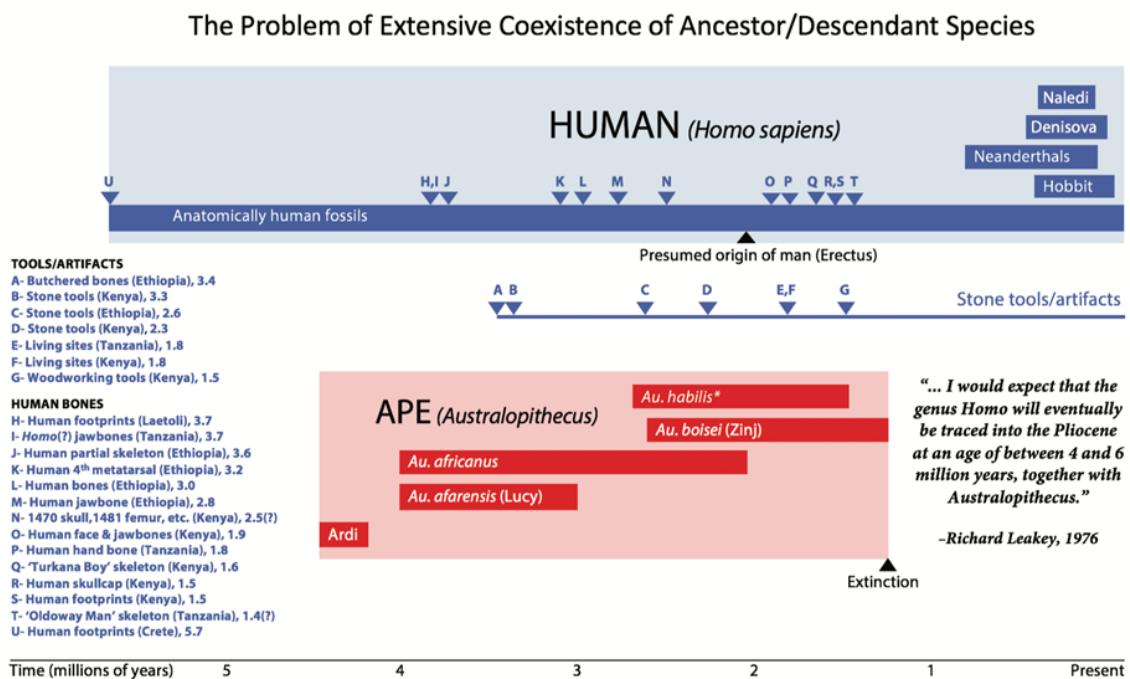 The Problem of Extensive Coexistence of Ancestor/Descendant Species
HUMAN (Homo sapiens)
Naledi
Denisova
Neanderthals
Hobbit
U
H,I J
K L M N
O P Q R,S T
Anatomically human fossils
Presumed origin of man (Erectus)
TOOLS/ARTIFACTS
A- Butchered bones (Ethiopia), 3.4
B- Stone tools (Kenya), 3.3
C- Stone tools (Ethiopia), 2.6
D- Stone tools (Kenya), 2.3
E- Living sites (Tanzania), 1.8
F- Living sites (Kenya), 1.8
G- Woodworking tools (Kenya), 1.5
HUMAN BONES
H- Human footprints (Laetoli), 3.7
I- Homo(?) jawbones (Tanzania), 3.7
J- Human partial skeleton (Ethiopia), 3.6
K- Human 4th metatarsal (Ethiopia), 3.2
L- Human bones (Ethiopia), 3.0
M- Human jawbone (Ethiopia), 2.8
N- 1470 skull,1481 femur, etc. (Kenya), 2.5(?)
O- Human face & jawbones (Kenya), 1.9
P- Human hand bone (Tanzania), 1.8
Q- ‘Turkana Boy’ skeleton (Kenya), 1.6
R- Human skullcap (Kenya), 1.5
S- Human footprints (Kenya), 1.5
T- ‘Oldoway Man’ skeleton (Tanzania), 1.4(?)
U- Human footprints (Crete), 5.7
A B C D E,F G
Stone tools/artifacts
APE (Australopithecus)
Au. habilis*
Au. boisei (Zinj)
Au. africanus
Au. afarensis (Lucy)
Ardi
Extinction
“... I would expect that the
genus Homo will eventually
be traced into the Pliocene
at an age of between 4 and 6
million years, together with
Australopithecus.”
–Richard Leakey, 1976
Time (millions of years) 5 4 3 2 1 Present